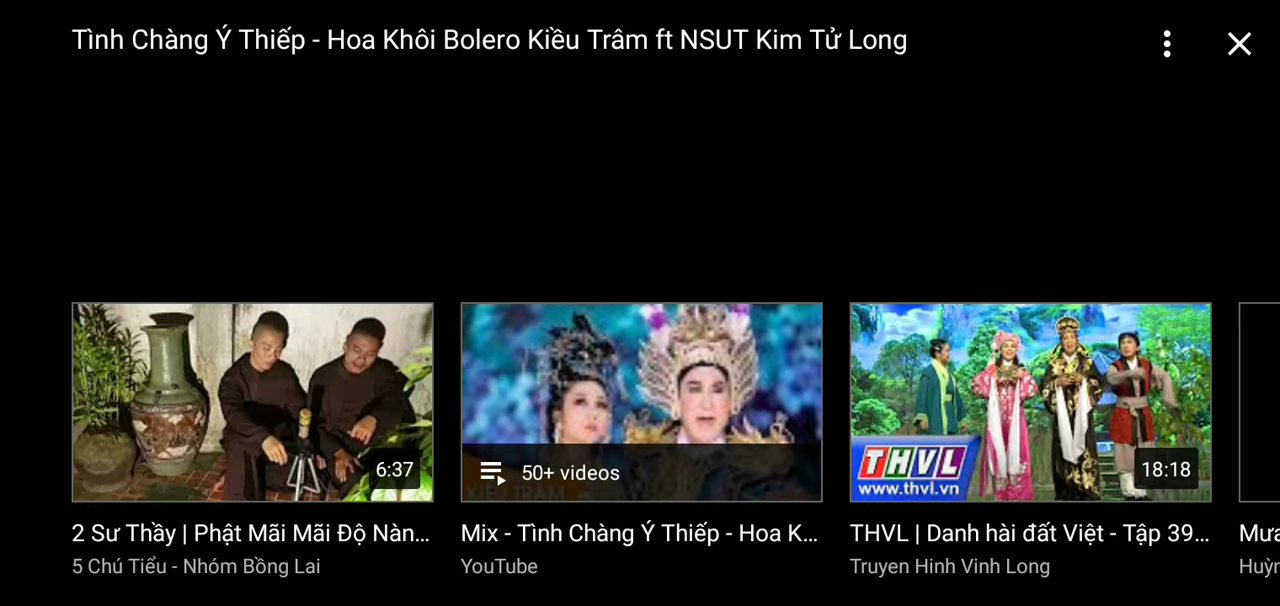 Tình Chàng Ý Thiếp - Hoa Khôi Bolero Kiều Trâm ft NSUT Kim Tử Long
6:37
50+ videos
THVL
www.thvl.vn
18:18
2 Sư Thầy | Phật Mãi Mãi Độ Nàn...
Mix - Tình Chàng Ý Thiếp - Hoa K...
THVL | Danh hài đất Việt - Tập 39...
5 Chú Tiểu - Nhóm Bồng Lai
YouTube
Truyen Hinh Vinh Long